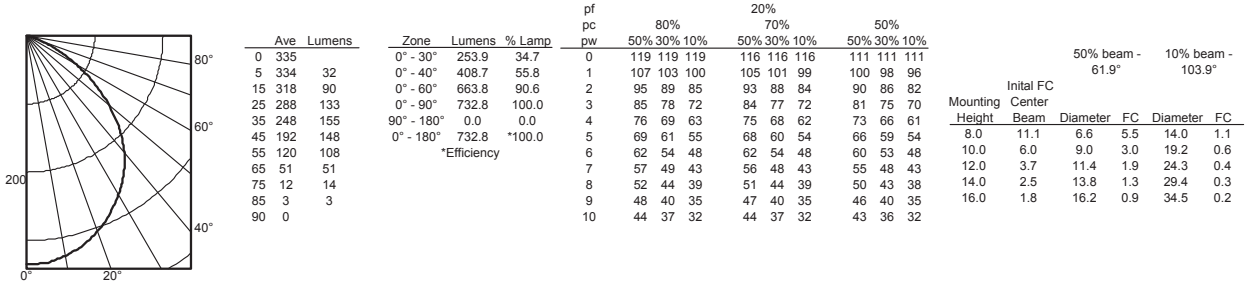 80°
60°
40°
20°
0°
200
Ave Lumens
0 335
5 334 32
15 318 90
25 288 133
35 248 155
45 192 148
55 120 108
65 51 51
75 12 14
85 3 3
90 0
Zone Lumens % Lamp
0° - 30° 253.9 34.7
0° - 40° 408.7 55.8
0° - 60° 663.8 90.6
0° - 90° 732.8 100.0
90° - 180° 0.0 0.0
0° - 180° 732.8 *100.0
*Efficiency
pf 20%
pc 80% 70% 50%
pw 50% 30% 10% 50% 30% 10% 50% 30% 10%
0 119 119 119 116 116 116 111 111 111
1 107 103 100 105 101 99 100 98 96
2 95 89 85 93 88 84 90 86 82
3 85 78 72 84 77 72 81 75 70
4 76 69 63 75 68 62 73 66 61
5 69 61 55 68 60 54 66 59 54
6 62 54 48 62 54 48 60 53 48
7 57 49 43 56 48 43 55 48 43
8 52 44 39 51 44 39 50 43 38
9 48 40 35 47 40 35 46 40 35
10 44 37 32 44 37 32 43 36 32
50% beam - 10% beam -
61.9° 103.9°
Inital FC
Mounting Center
Height Beam Diameter FC Diameter FC
8.0 11.1 6.6 5.5 14.0 1.1
10.0 6.0 9.0 3.0 19.2 0.6
12.0 3.7 11.4 1.9 24.3 0.4
14.0 2.5 13.8 1.3 29.4 0.3
16.0 1.8 16.2 0.9 34.5 0.2